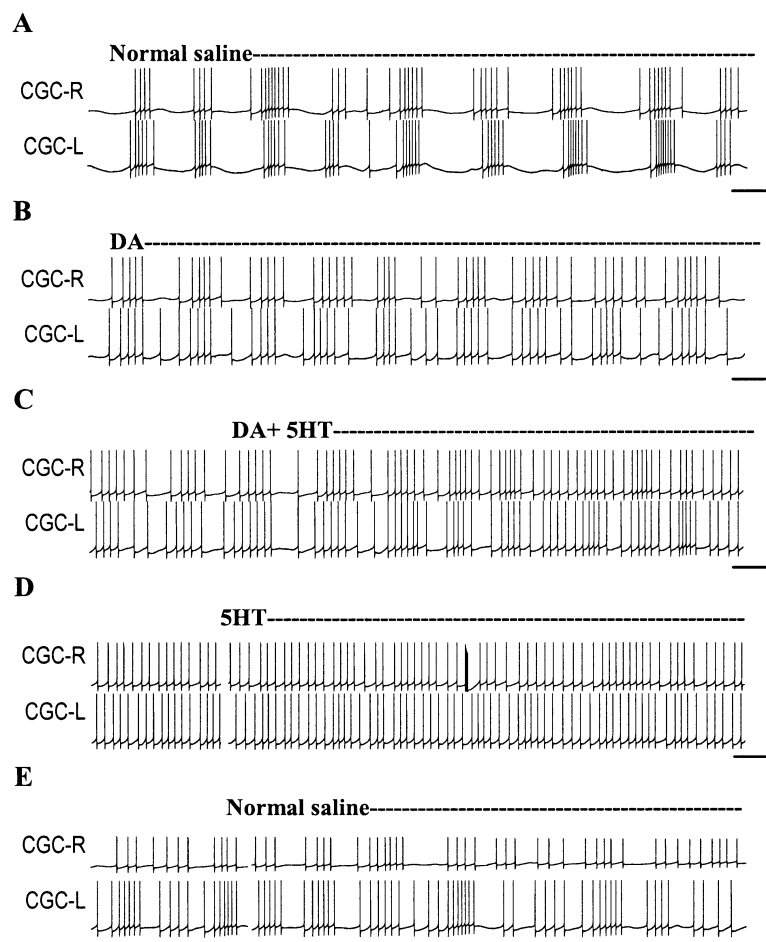 A
Normal saline
CGC-R
CGC-L
B
DA
CGC-R
CGC-L
C
DA+ 5HT
CGC-R
CGC-L
D
5HT
CGC-R
CGC-L
E
Normal saline
CGC-R
CGC-L